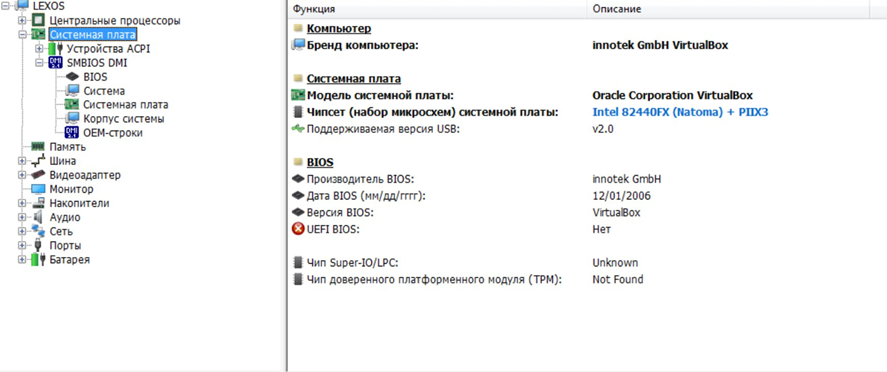 LEXOS
Центральные процессоры
Системная плата
Устройства ACPI
SMBIOS DMI
BIOS
Система
Системная плата
Корпус системы
OEM-строки
Память
Шина
Видеоадаптер
Монитор
Накопители
Аудио
Сеть
Порты
Батарея
Функция Описание
Компьютер
Бренд компьютера: innotek GmbH VirtualBox
Системная плата
Модель системной платы: Oracle Corporation VirtualBox
Чипсет (набор микросхем) системной платы: Intel 82440FX (Natoma) + PIIX3
Поддерживаемая версия USB: v2.0
BIOS
Производитель BIOS: innotek GmbH
Дата BIOS (мм/дд/гггг): 12/01/2006
Версия BIOS: VirtualBox
UEFI BIOS: Нет
Чип Super-IO/LPC: Unknown
Чип доверенного платформенного модуля (TPM): Not Found